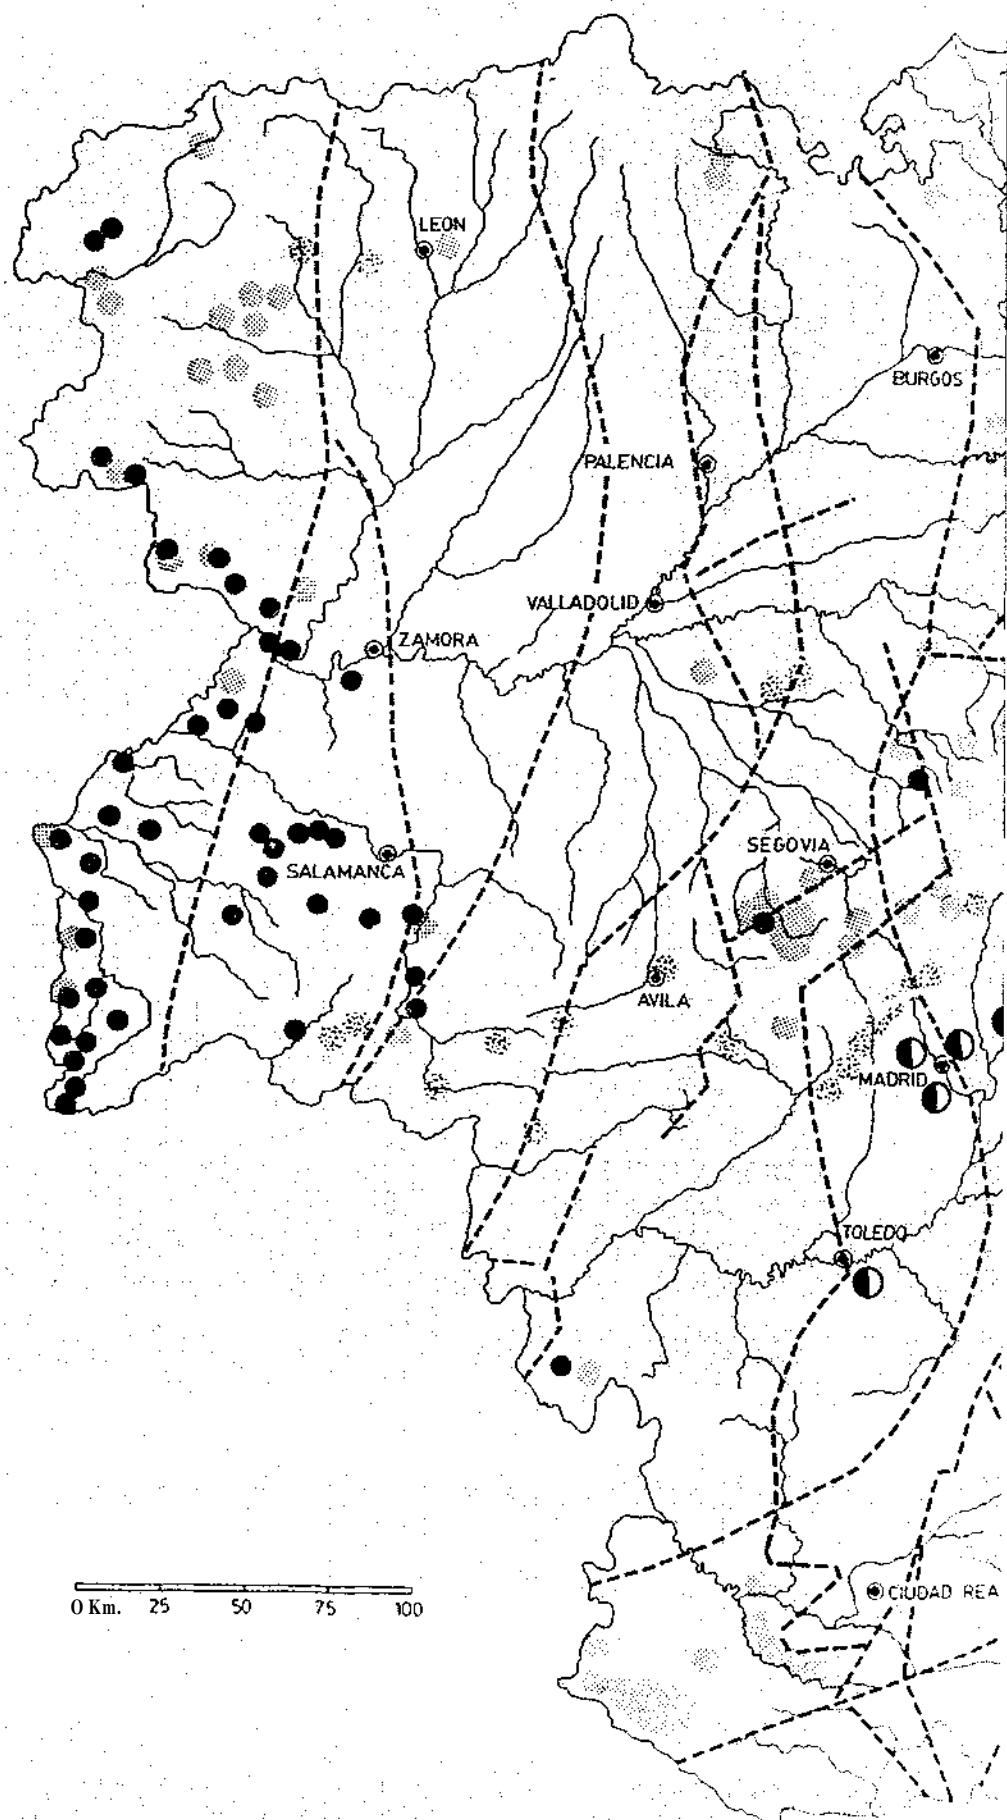 LEON
BURGOS
PALENCIA
VALLADOLID
ZAMORA
SEGOVIA
SALAMANCA
AVILA
MADRID
TOLEDO
CIUDAD REA
0 Km. 25 50 75 100